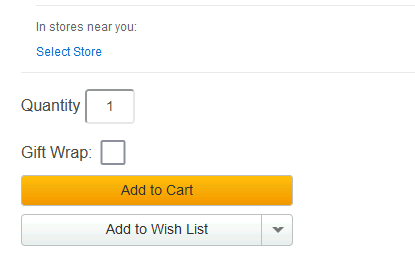 In stores near you:
Select Store
Quantity 1
Gift Wrap:
Add to Cart
Add to Wish List